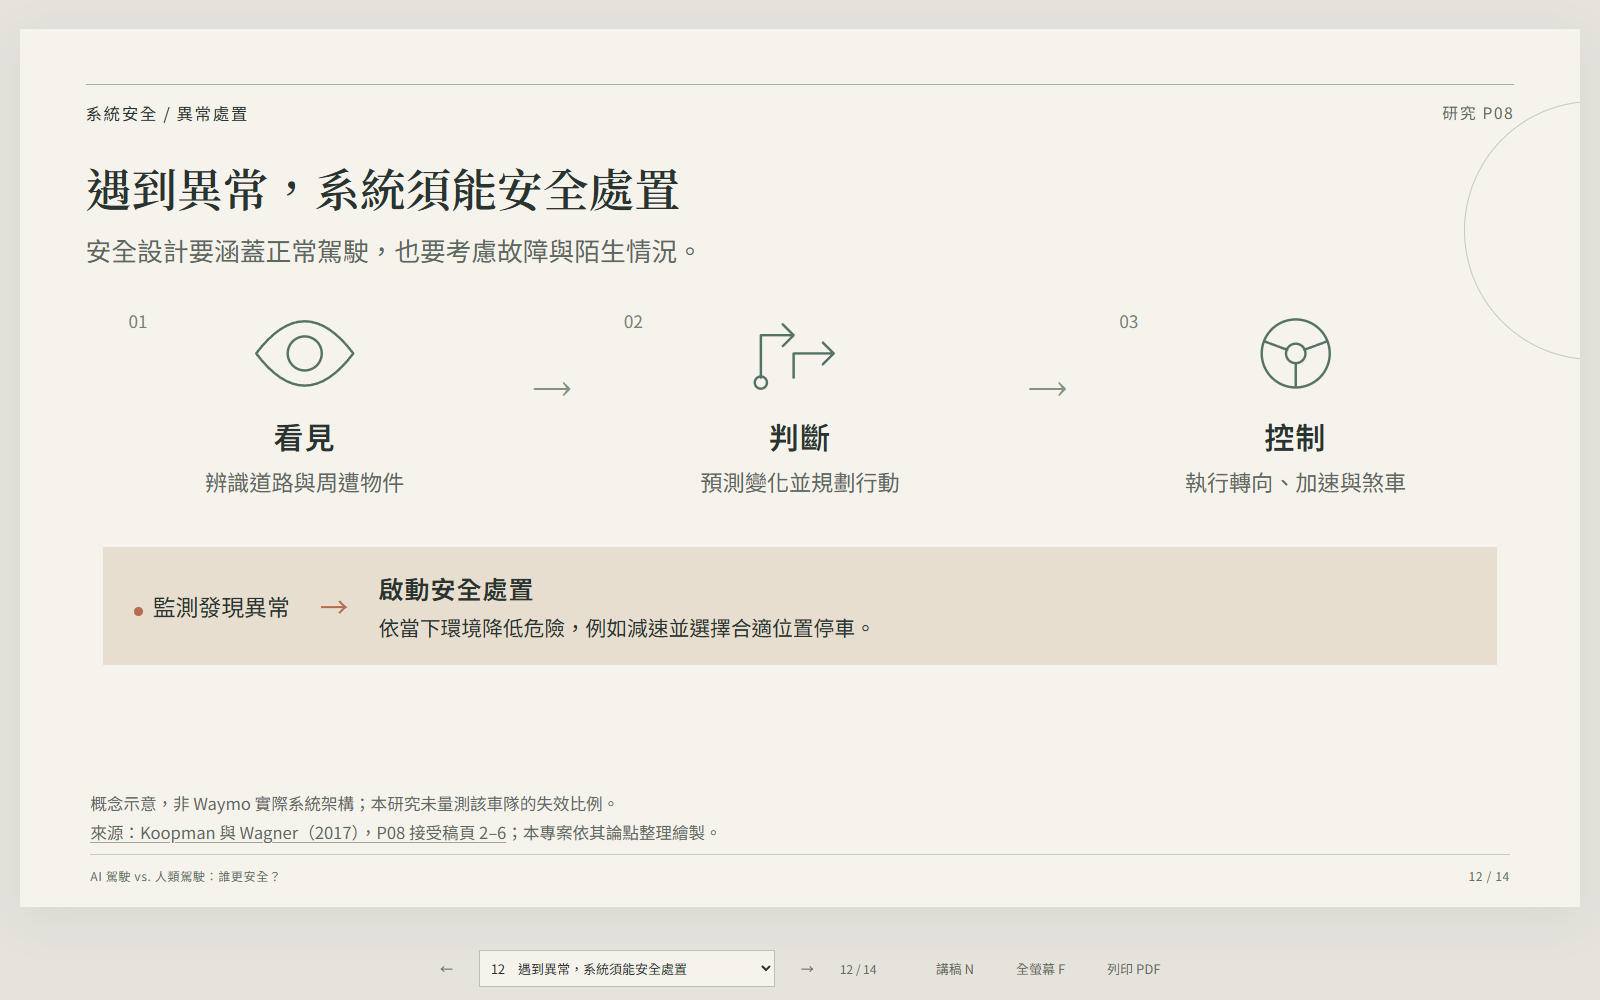 系統安全 / 異常處置
研究 P08
遇到異常，系統須能安全處置
安全設計要涵蓋正常駕駛，也要考慮故障與陌生情況。
01
看見
辨識道路與周遭物件
→
02
判斷
預測變化並規劃行動
→
03
控制
執行轉向、加速與煞車
• 監測發現異常 →
啟動安全處置
依當下環境降低危險，例如減速並選擇合適位置停車。
概念示意，非 Waymo 實際系統架構；本研究未量測該車隊的失效比例。
來源：Koopman 與 Wagner（2017），P08 接受稿頁 2–6；本專案依其論點整理繪製。
AI 駕駛 vs. 人類駕駛：誰更安全？
12 / 14
← 12 遇到異常，系統須能安全處置 → 12 / 14 講稿 N 全螢幕 F 列印 PDF